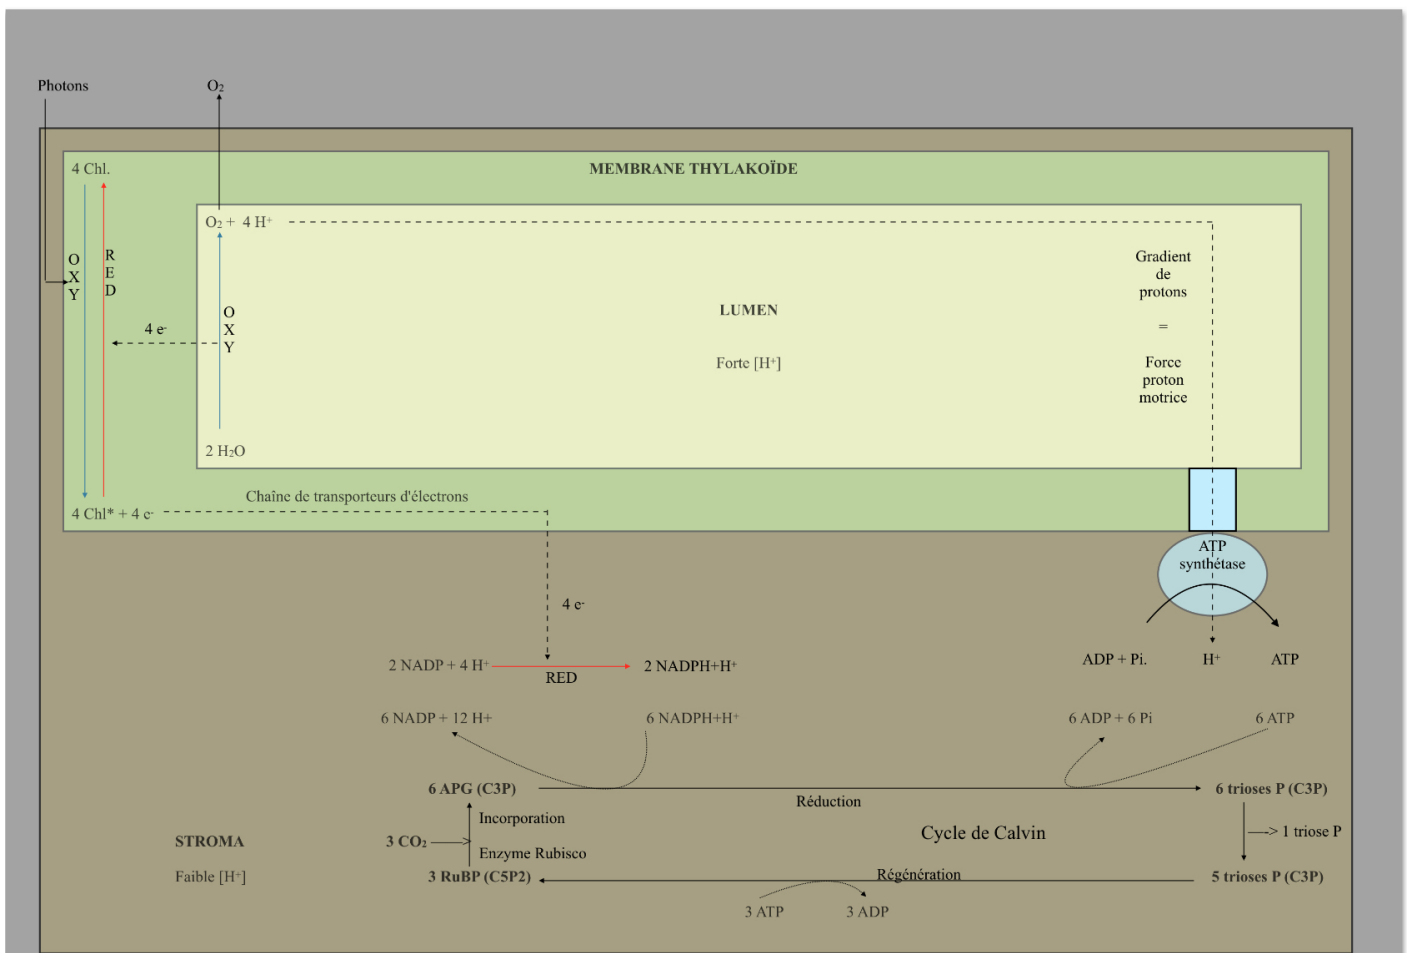 Photons
O₂
4 Chl.
MEMBRANE THYLAKOÏDE
O₂ + 4 H⁺
OXY
RED
Gradient
de
protons
=
Force
proton
motrice
LUMEN
Forte [H⁺]
OXY
4 e⁻
2 H₂O
Chaîne de transporteurs d'électrons
4 Chl* + 4 e⁻
ATP
synthétase
4 e⁻
2 NADP + 4 H⁺
RED
2 NADPH+H⁺
ADP + Pi.
H⁺
ATP
6 NADP + 12 H+
6 NADPH+H⁺
6 ADP + 6 Pi
6 ATP
6 APG (C3P)
Réduction
6 trioses P (C3P)
Incorporation
STROMA
3 CO₂
Enzyme Rubisco
Cycle de Calvin
> 1 triose P
Faible [H⁺]
3 RuBP (C5P2)
Régénération
5 trioses P (C3P)
3 ATP
3 ADP